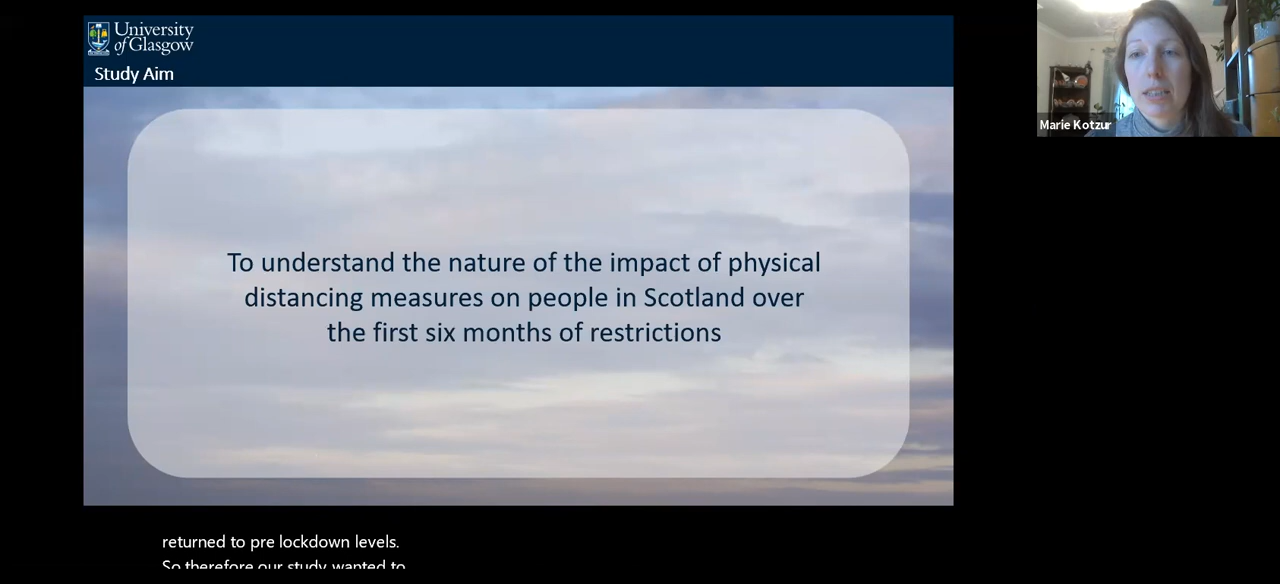 University
of Glasgow
Study Aim
To understand the nature of the impact of physical
distancing measures on people in Scotland over
the first six months of restrictions
Marie Kotzur
returned to pre lockdown levels.
So therefore our study wanted to